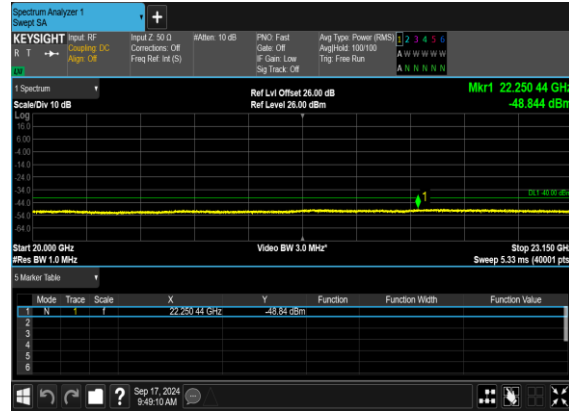 Spectrum Analyzer 1
Swept SA
+
KEYSIGHT Input: RF Input Z: 50 Ω #Atten: 10 dB PNO: Fast Avg Type: Power (RMS) 1 2 3 4 5 6
R T Coupling: DC Corrections: Off Gate: Off Avg|Hold: 100/100 A W W W W W
Align: Off Freq Ref: Int (S) IF Gain: Low Trig: Free Run
Sig Track: Off A N N N N N
1 Spectrum Ref Lvl Offset 26.00 dB Mkr1 22.250 44 GHz
Scale/Div 10 dB Ref Level 26.00 dBm -48.844 dBm
Log
16.0
6.00
-4.00
-14.0
-24.0
-34.0
DL1 -40.00 dBm
-44.0
1
-54.0
-64.0
Start 20.000 GHz Video BW 3.0 MHz* Stop 23.150 GHz
#Res BW 1.0 MHz Sweep 5.33 ms (40001 pts)
5 Marker Table
Mode Trace Scale X Y Function Function Width Function Value
1 N 1 f 22.250 44 GHz -48.84 dBm
2
3
4
5
6
? Sep 17, 2024
9:49:10 AM